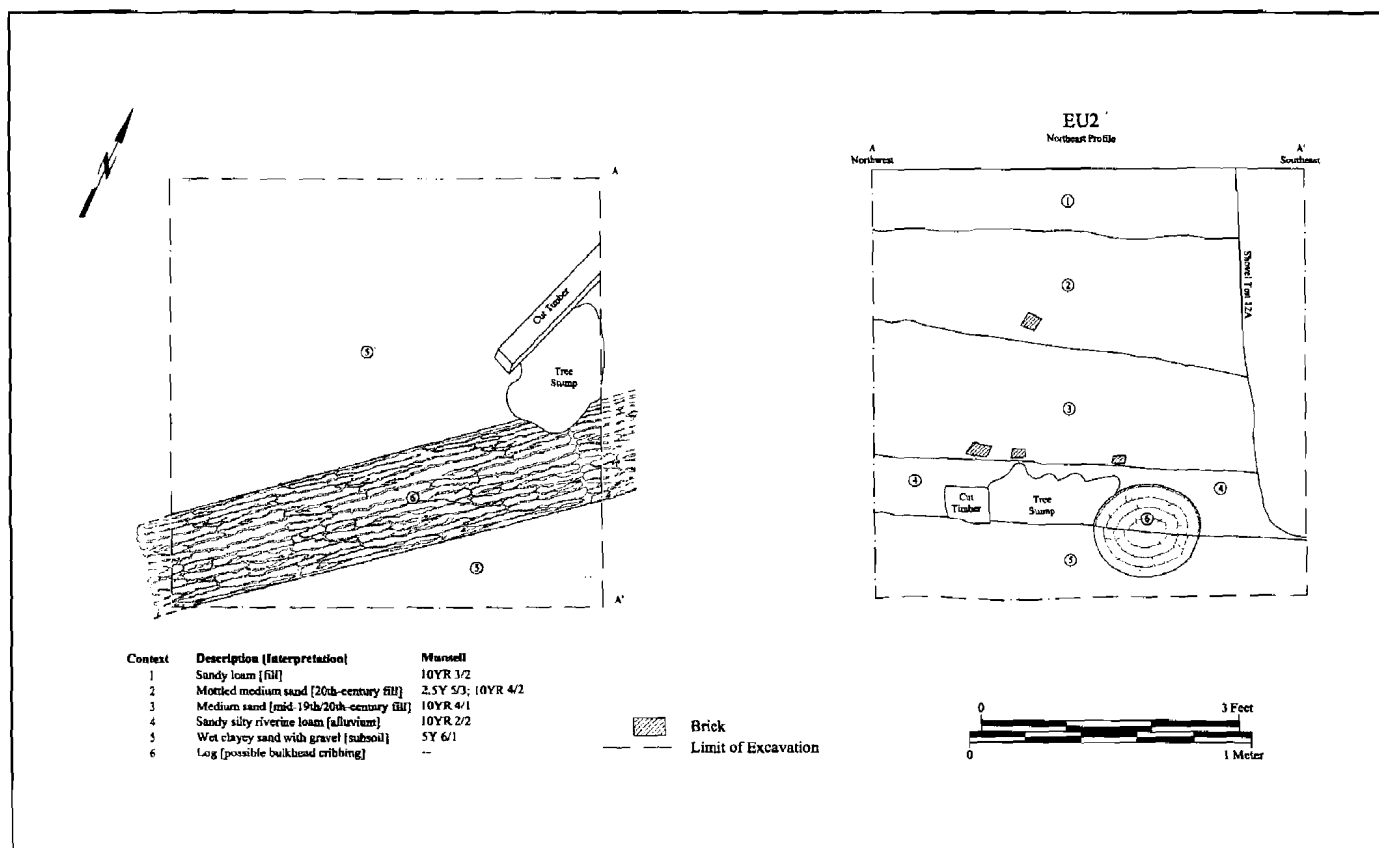 N
A
Cut Timber
Tree
Stump
5
6
5
A'
EU2
Northeast Profile
A
Northwest
A'
Southeast
1
2
Shovel Test 12A
3
4
Cut
Timber
Tree
Stump
4
6
5
Context Description [Interpretation] Munsell
1 Sandy loam [fill] 10YR 3/2
2 Mottled medium sand [20th-century fill] 2.5Y 5/3; 10YR 4/2
3 Medium sand [mid-19th/20th-century fill] 10YR 4/1
4 Sandy silty riverine loam [alluvium] 10YR 2/2
5 Wet clayey sand with gravel [subsoil] 5Y 6/1
6 Log [possible bulkhead cribbing] --
Brick
Limit of Excavation
0 3 Feet
0 1 Meter